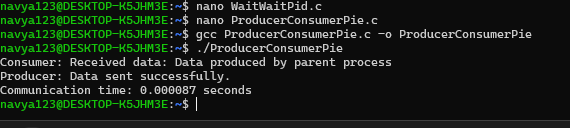 navya123@DESKTOP-K5JHM3E:~$ nano WaitWaitPid.c
navya123@DESKTOP-K5JHM3E:~$ nano ProducerConsumerPie.c
navya123@DESKTOP-K5JHM3E:~$ gcc ProducerConsumerPie.c -o ProducerConsumerPie
navya123@DESKTOP-K5JHM3E:~$ ./ProducerConsumerPie
Consumer: Received data: Data produced by parent process
Producer: Data sent successfully.
Communication time: 0.000087 seconds
navya123@DESKTOP-K5JHM3E:~$